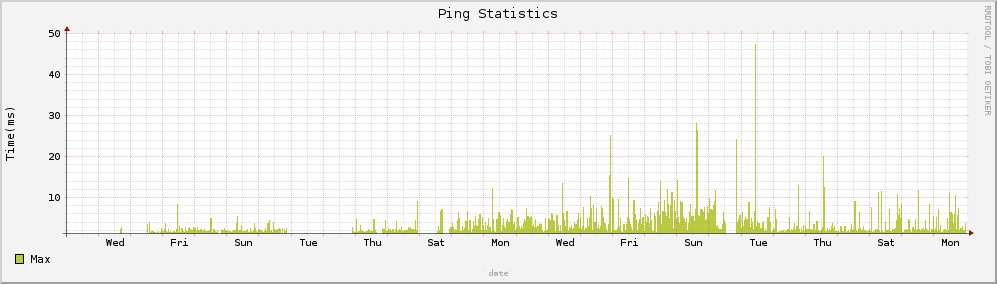 Ping Statistics
RRDTOOL / TOBI OETIKER
Time(ms)
50
40
30
20
10
Wed Fri Sun Tue Thu Sat Mon Wed Fri Sun Tue Thu Sat Mon
Max
`date`